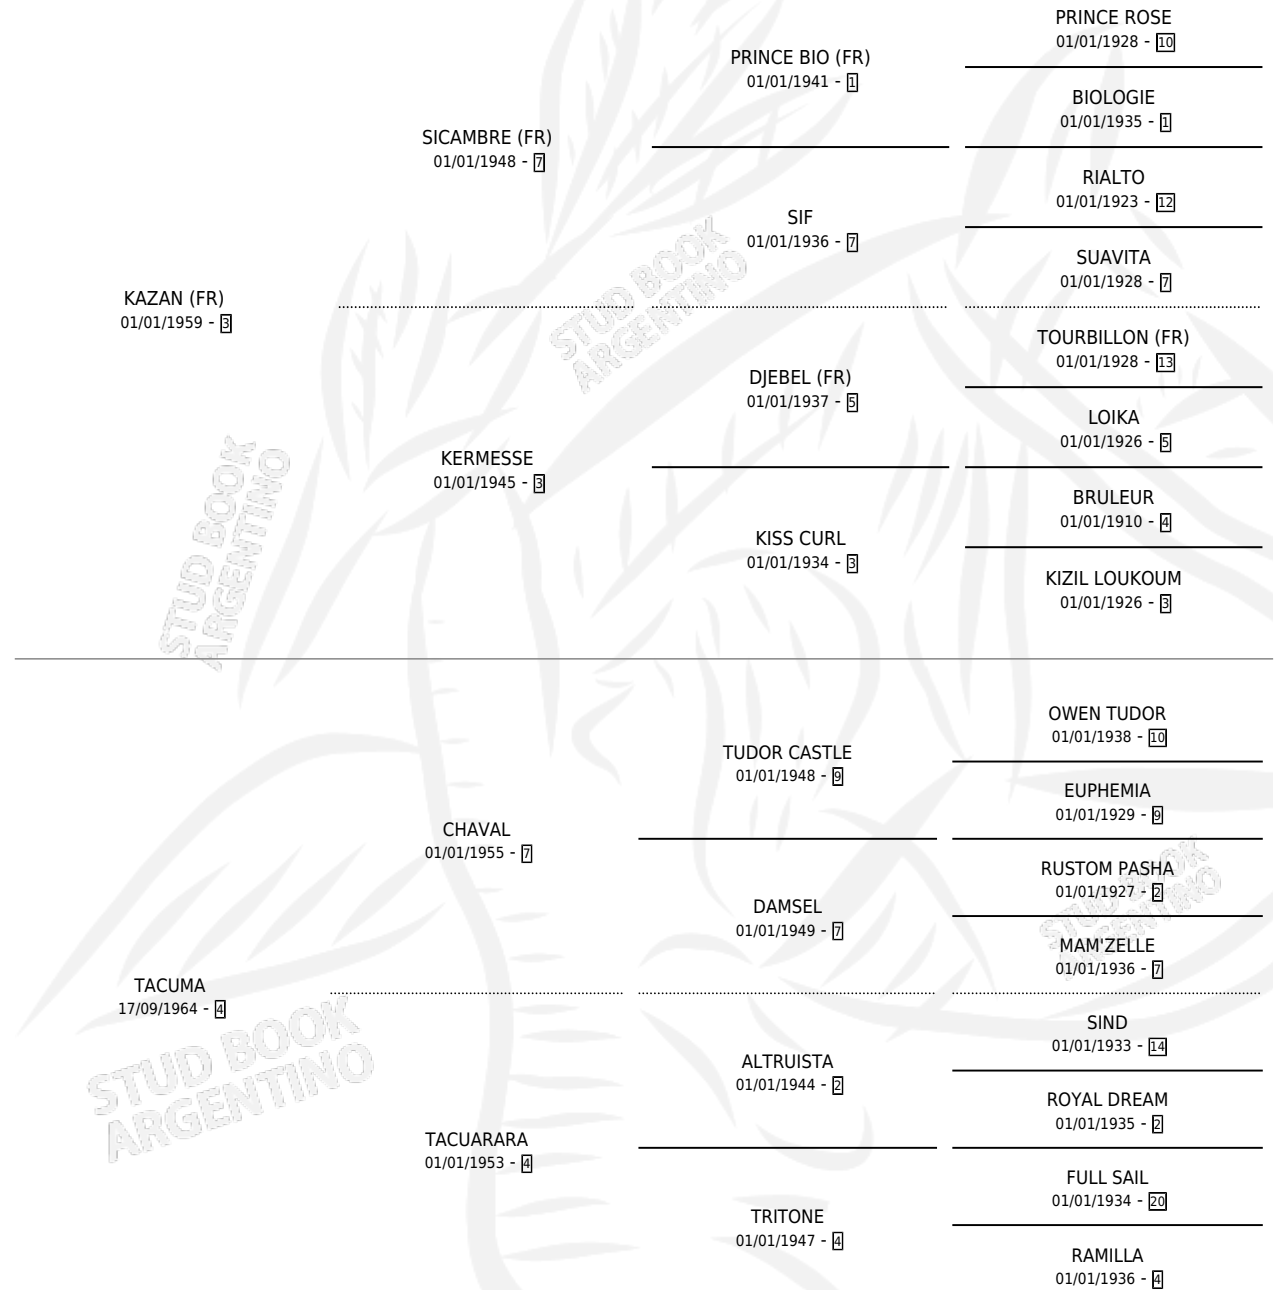 PRINCE ROSE
01/01/1928 - 10
PRINCE BIO (FR)
01/01/1941 - 1
BIOLOGIE
01/01/1935 - 1
SICAMBRE (FR)
01/01/1948 - 7
RIALTO
01/01/1923 - 12
SIF
01/01/1936 - 7
SUAVITA
01/01/1928 - 7
KAZAN (FR)
01/01/1959 - 3
TOURBILLON (FR)
01/01/1928 - 13
DJEBEL (FR)
01/01/1937 - 5
LOIKA
01/01/1926 - 5
KERMESSE
01/01/1945 - 3
BRULEUR
01/01/1910 - 4
KISS CURL
01/01/1934 - 3
KIZIL LOUKOUM
01/01/1926 - 3
OWEN TUDOR
01/01/1938 - 10
TUDOR CASTLE
01/01/1948 - 9
EUPHEMIA
01/01/1929 - 9
CHAVAL
01/01/1955 - 7
RUSTOM PASHA
01/01/1927 - 2
DAMSEL
01/01/1949 - 7
MAM'ZELLE
01/01/1936 - 7
TACUMA
17/09/1964 - 4
SIND
01/01/1933 - 14
ALTRUISTA
01/01/1944 - 2
ROYAL DREAM
01/01/1935 - 2
TACUARARA
01/01/1953 - 4
FULL SAIL
01/01/1934 - 20
TRITONE
01/01/1947 - 4
RAMILLA
01/01/1936 - 4
STUD BOOK
ARGENTINO
STUD BOOK
ARGENTINO
STUD BOOK
ARGENTINO
STUD BOOK
ARGENTINO